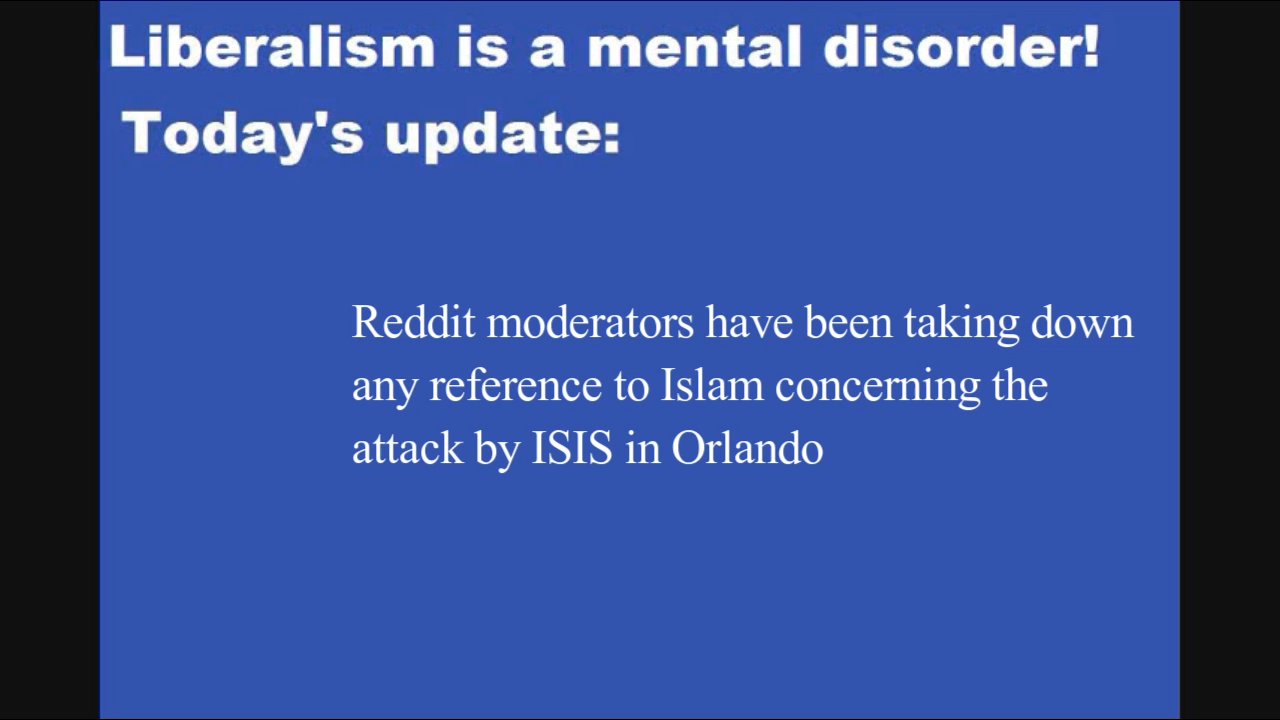 Liberalism is a mental disorder!
Today's update:
Reddit moderators have been taking down
any reference to Islam concerning the
attack by ISIS in Orlando